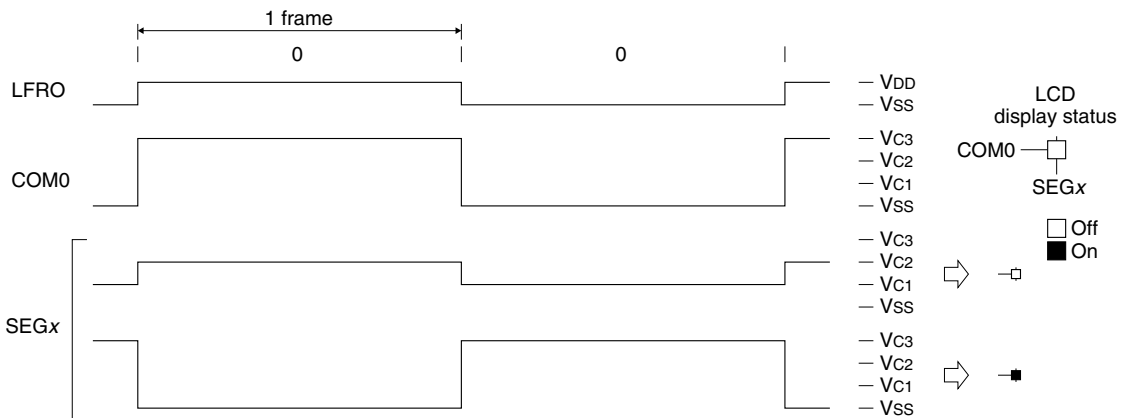 1 frame
0 0
LFRO
VDD
VSS
LCD
display status
COM0
VC3
VC2
VC1
VSS
COM0
SEGx
Off
On
SEGx
VC3
VC2
VC1
VSS
VC3
VC2
VC1
VSS